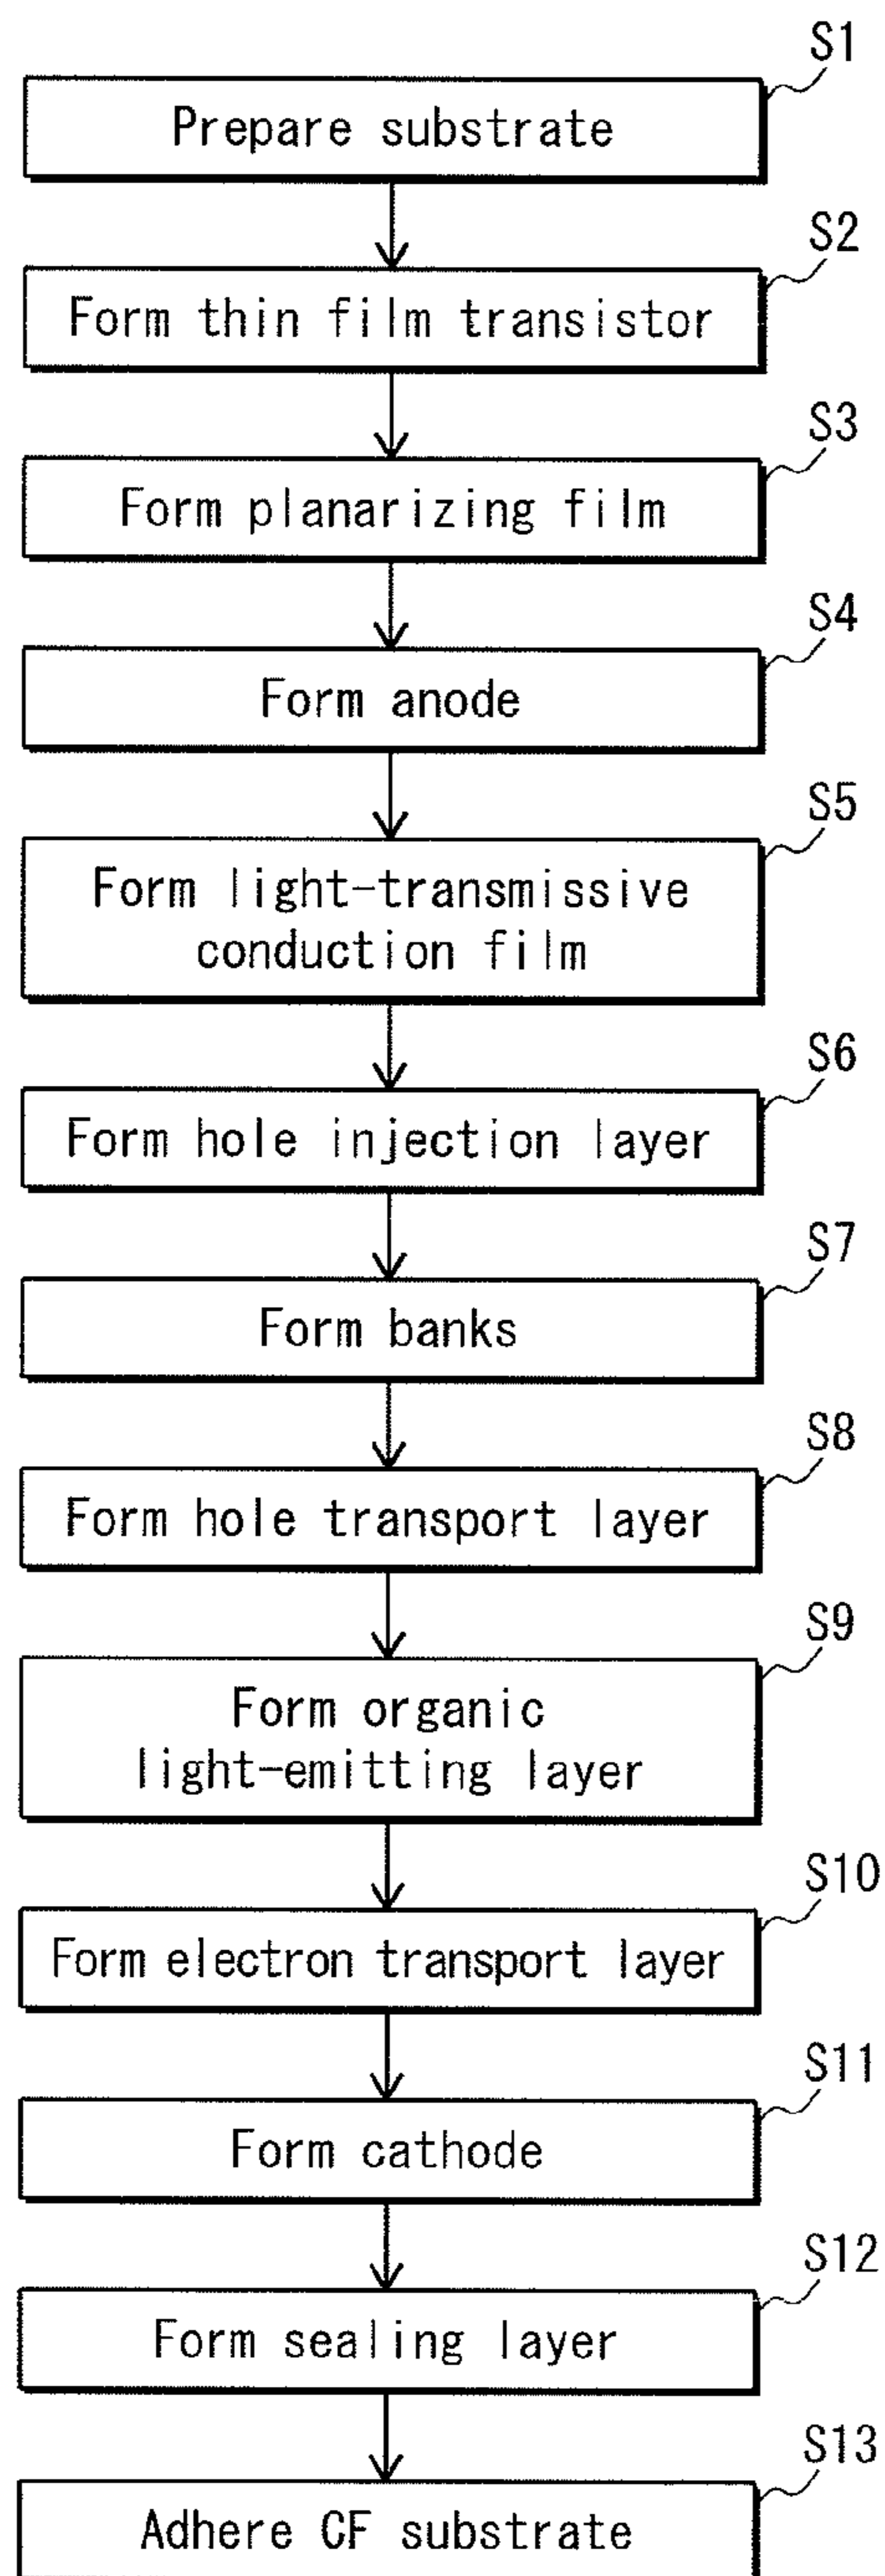 S1
Prepare substrate
S2
Form thin film transistor
S3
Form planarizing film
S4
Form anode
S5
Form light-transmissive
conduction film
S6
Form hole injection layer
S7
Form banks
S8
Form hole transport layer
S9
Form organic
light-emitting layer
S10
Form electron transport layer
S11
Form cathode
S12
Form sealing layer
S13
Adhere CF substrate